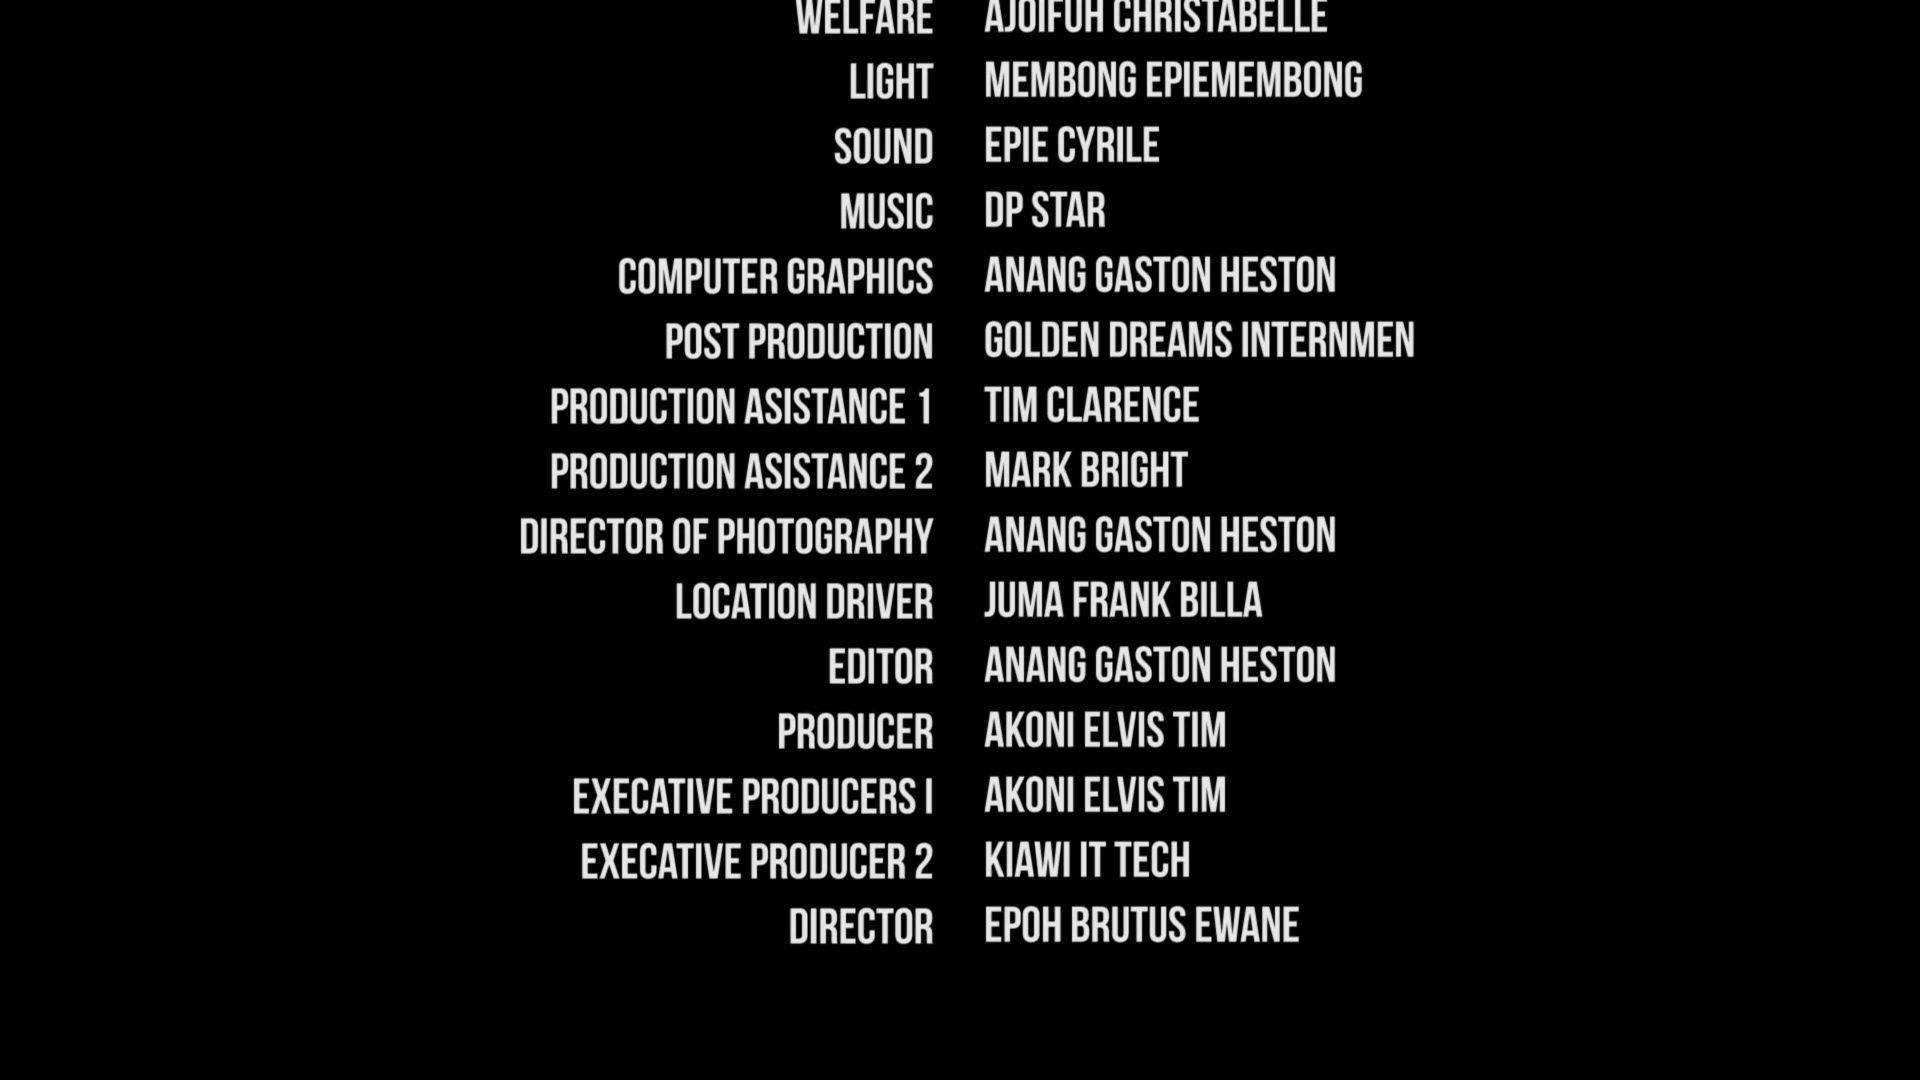 WELFARE AJOIFUH CHRISTABELLE
LIGHT MEMBONG EPIEMEMBONG
SOUND EPIE CYRILE
MUSIC DP STAR
COMPUTER GRAPHICS ANANG GASTON HESTON
POST PRODUCTION GOLDEN DREAMS INTERNMEN
PRODUCTION ASISTANCE 1 TIM CLARENCE
PRODUCTION ASISTANCE 2 MARK BRIGHT
DIRECTOR OF PHOTOGRAPHY ANANG GASTON HESTON
LOCATION DRIVER JUMA FRANK BILLA
EDITOR ANANG GASTON HESTON
PRODUCER AKONI ELVIS TIM
EXECATIVE PRODUCERS I AKONI ELVIS TIM
EXECATIVE PRODUCER 2 KIAWI IT TECH
DIRECTOR EPOH BRUTUS EWANE